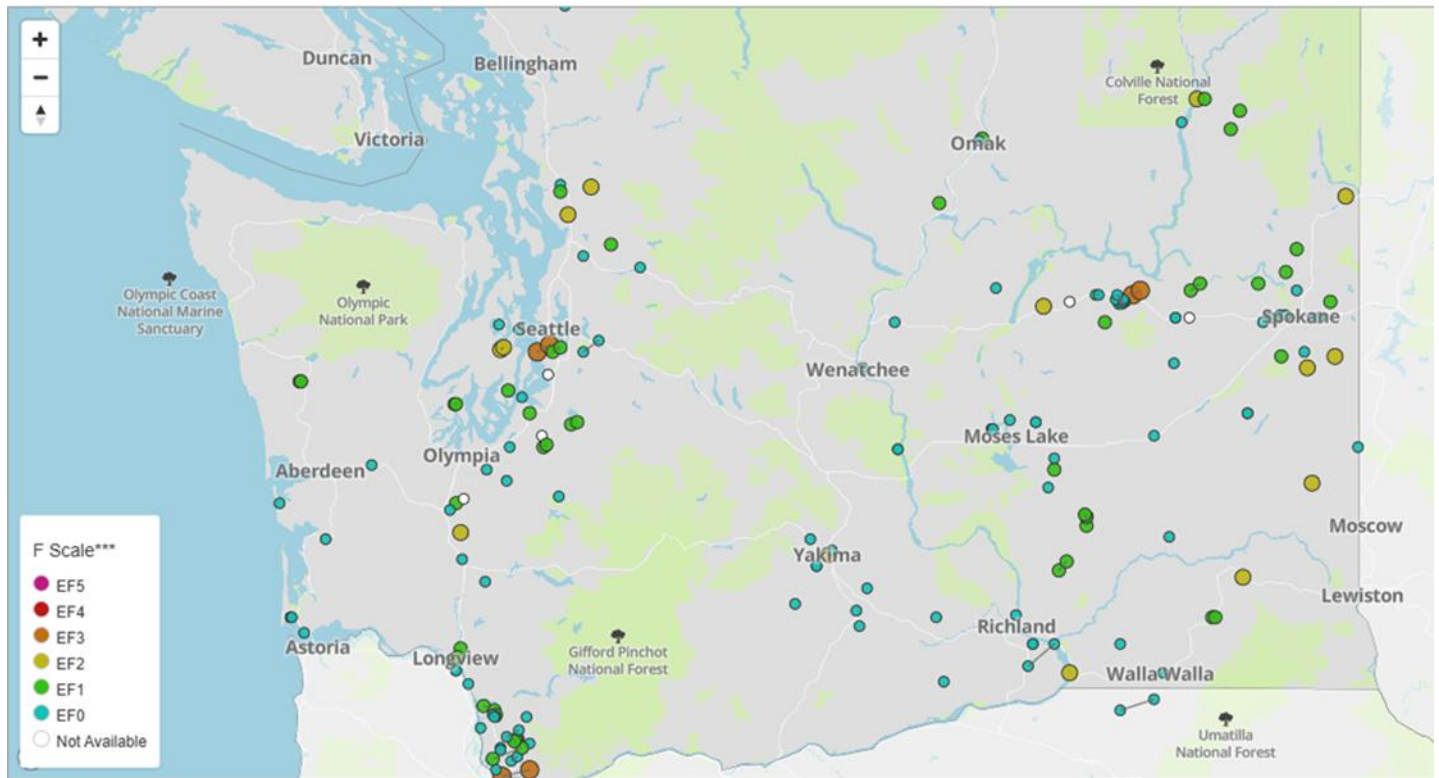 +
−
Duncan
Bellingham
Colville National
Forest
Victoria
Omak
Olympic Coast
National Marine
Sanctuary
Olympic
National Park
Seattle
Spokane
Wenatchee
Moses Lake
Olympia
Aberdeen
Moscow
Yakima
Lewiston
Richland
Astoria
Longview
Gifford Pinchot
National Forest
Walla Walla
Umatilla
National Forest
F Scale***
EF5
EF4
EF3
EF2
EF1
EF0
Not Available